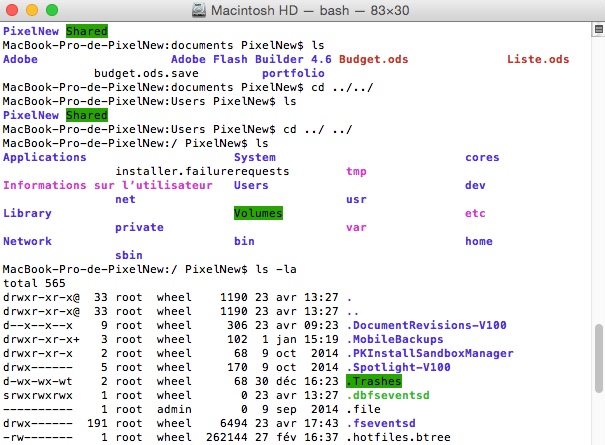 Macintosh HD — bash — 83×30
PixelNew Shared
MacBook-Pro-de-PixelNew:documents PixelNew$ ls
Adobe Adobe Flash Builder 4.6 Budget.ods Liste.ods
budget.ods.save portfolio
MacBook-Pro-de-PixelNew:documents PixelNew$ cd ../../
MacBook-Pro-de-PixelNew:Users PixelNew$ ls
PixelNew Shared
MacBook-Pro-de-PixelNew:Users PixelNew$ cd ../ ../
MacBook-Pro-de-PixelNew:/ PixelNew$ ls
Applications System cores
installer.failurerequests tmp
Informations sur l’utilisateur Users dev
net usr
Library Volumes etc
private var
Network bin home
sbin
MacBook-Pro-de-PixelNew:/ PixelNew$ ls -la
total 565
drwxr-xr-x@ 33 root wheel 1190 23 avr 13:27 .
drwxr-xr-x@ 33 root wheel 1190 23 avr 13:27 ..
d--x--x--x 9 root wheel 306 23 avr 09:23 .DocumentRevisions-V100
drwxr-xr-x+ 3 root wheel 102 1 jan 15:19 .MobileBackups
drwxr-xr-x 2 root wheel 68 9 oct 2014 .PKInstallSandboxManager
drwx------ 5 root wheel 170 9 oct 2014 .Spotlight-V100
d-wx-wx-wt 2 root wheel 68 30 déc 16:23 .Trashes
srwxrwxrwx 1 root wheel 0 23 avr 13:27 .dbfseventsd
---------- 1 root admin 0 9 sep 2014 .file
drwx------ 191 root wheel 6494 23 avr 17:43 .fseventsd
-rw------- 1 root wheel 262144 27 fév 16:37 .hotfiles.btree